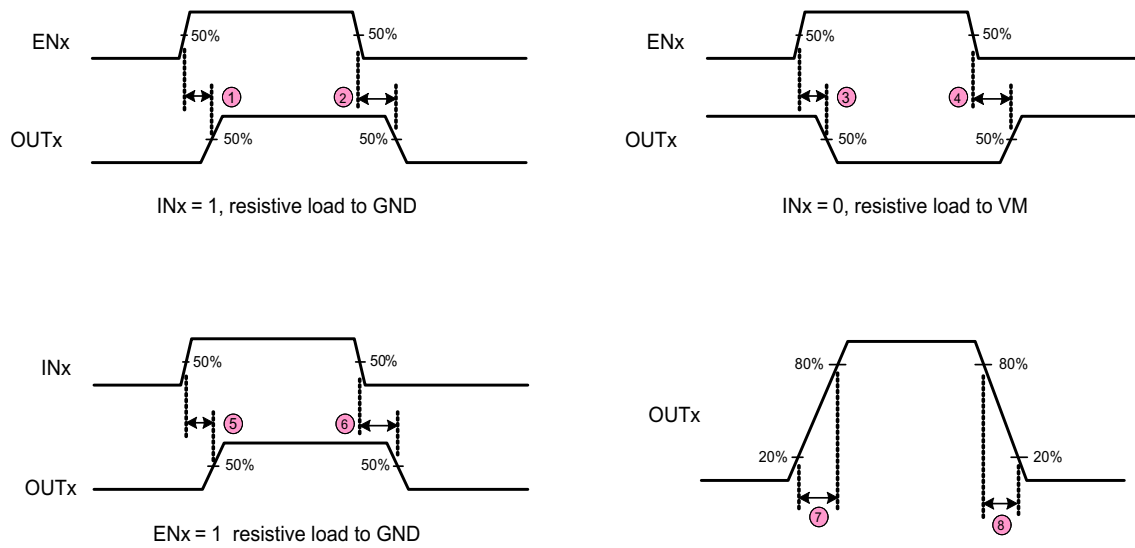 ENx
50%
50%
1
2
OUTx
50%
50%
INx = 1, resistive load to GND
ENx
50%
50%
3
4
OUTx
50%
50%
INx = 0, resistive load to VM
INx
50%
50%
5
6
OUTx
50%
50%
ENx = 1 resistive load to GND
80%
80%
OUTx
20%
20%
7
8